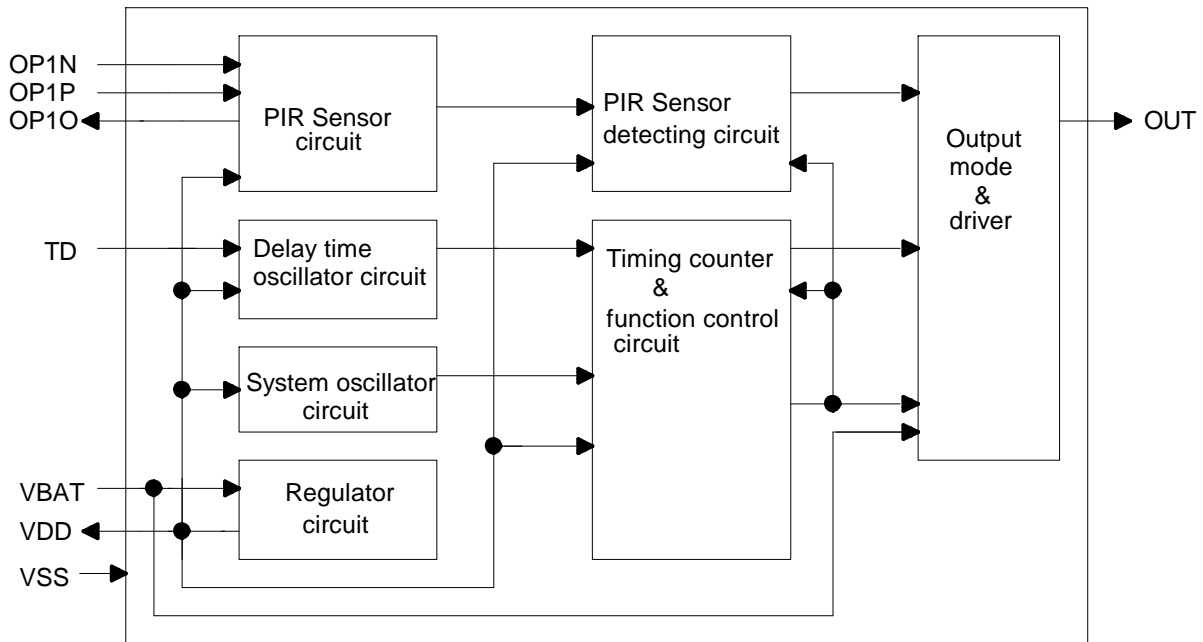 OP1N
OP1P
OP1O
PIR Sensor
circuit
PIR Sensor
detecting circuit
Output
mode
&
driver
OUT
TD
Delay time
oscillator circuit
Timing counter
&
function control
circuit
System oscillator
circuit
VBAT
VDD
VSS
Regulator
circuit